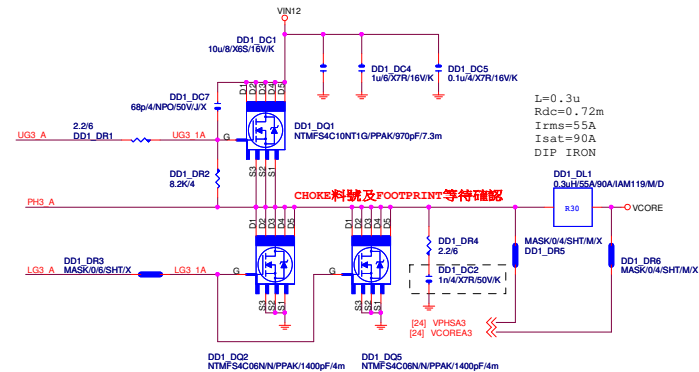 VIN12
DD1_DC1
10u/8/X6S/16V/K
DD1_DC4
1u/6/X7R/16V/K
DD1_DC5
0.1u/4/X7R/16V/K
DD1_DC7
68p/4/NPO/50V/J/X
D1
D2
D3
D4
D5
L=0.3u
Rdc=0.72m
Irms=55A
Isat=90A
DIP IRON
2.2/6
DD1_DR1
UG3_A
UG3_1A
G
DD1_DQ1
NTMFS4C10NT1G/PPAK/970pF/7.3m
S3
S2
S1
DD1_DR2
8.2K/4
CHOKE料號及FOOTPRINT等待確認
DD1_DL1
0.3uH/55A/90A/IAM119/M/D
R30
PH3_A
VCORE
D1
D2
D3
D4
D5
D1
D2
D3
D4
D5
DD1_DR3
MASK/0/6/SHT/X
LG3_A
LG3_1A
G
G
S3
S2
S1
S3
S2
S1
DD1_DR4
2.2/6
DD1_DC2
1n/4/X7R/50V/K
MASK/0/4/SHT/M/X
DD1_DR5
DD1_DR6
MASK/0/4/SHT/M/X
[24] VPHSA3
[24] VCOREA3
DD1_DQ2
NTMFS4C06N/N/PPAK/1400pF/4m
DD1_DQ5
NTMFS4C06N/N/PPAK/1400pF/4m